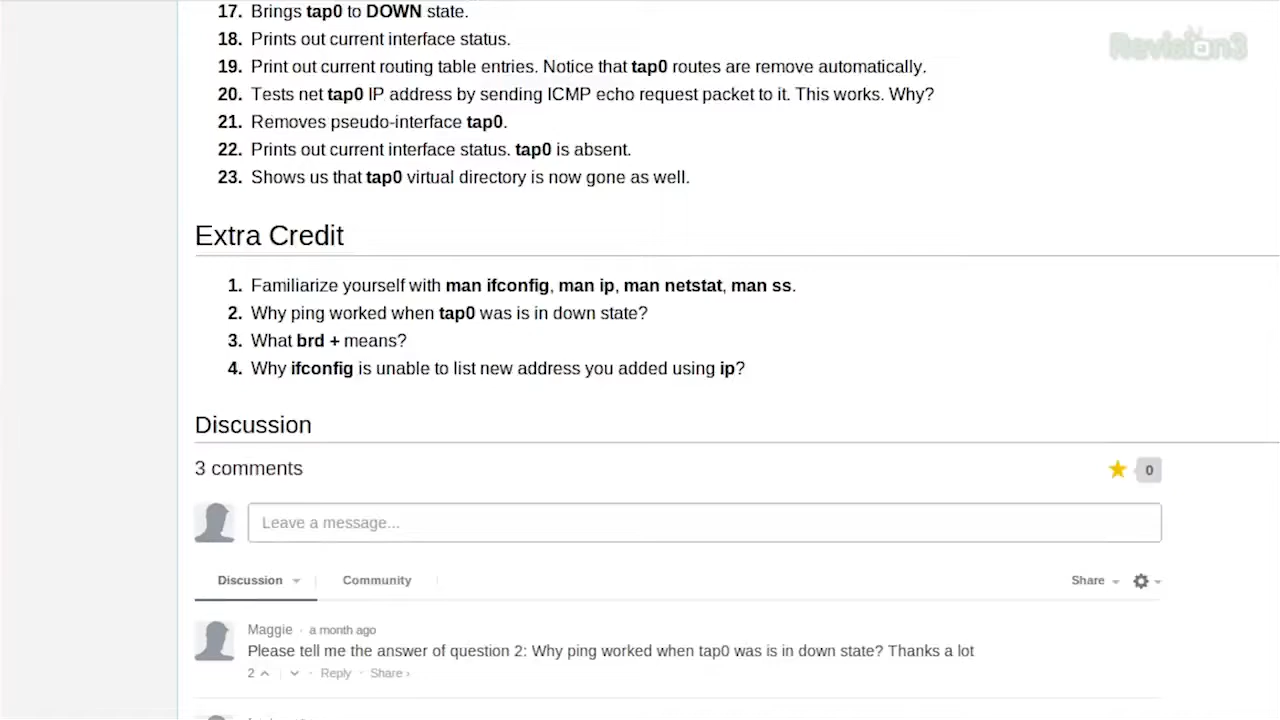 Revision3
17. Brings tap0 to DOWN state.
18. Prints out current interface status.
19. Print out current routing table entries. Notice that tap0 routes are remove automatically.
20. Tests net tap0 IP address by sending ICMP echo request packet to it. This works. Why?
21. Removes pseudo-interface tap0.
22. Prints out current interface status. tap0 is absent.
23. Shows us that tap0 virtual directory is now gone as well.
Extra Credit
1. Familiarize yourself with man ifconfig, man ip, man netstat, man ss.
2. Why ping worked when tap0 was is in down state?
3. What brd + means?
4. Why ifconfig is unable to list new address you added using ip?
Discussion
3 comments
0
Leave a message...
Discussion
Community
Share
Maggie · a month ago
Please tell me the answer of question 2: Why ping worked when tap0 was is in down state? Thanks a lot
2 · Reply · Share ›